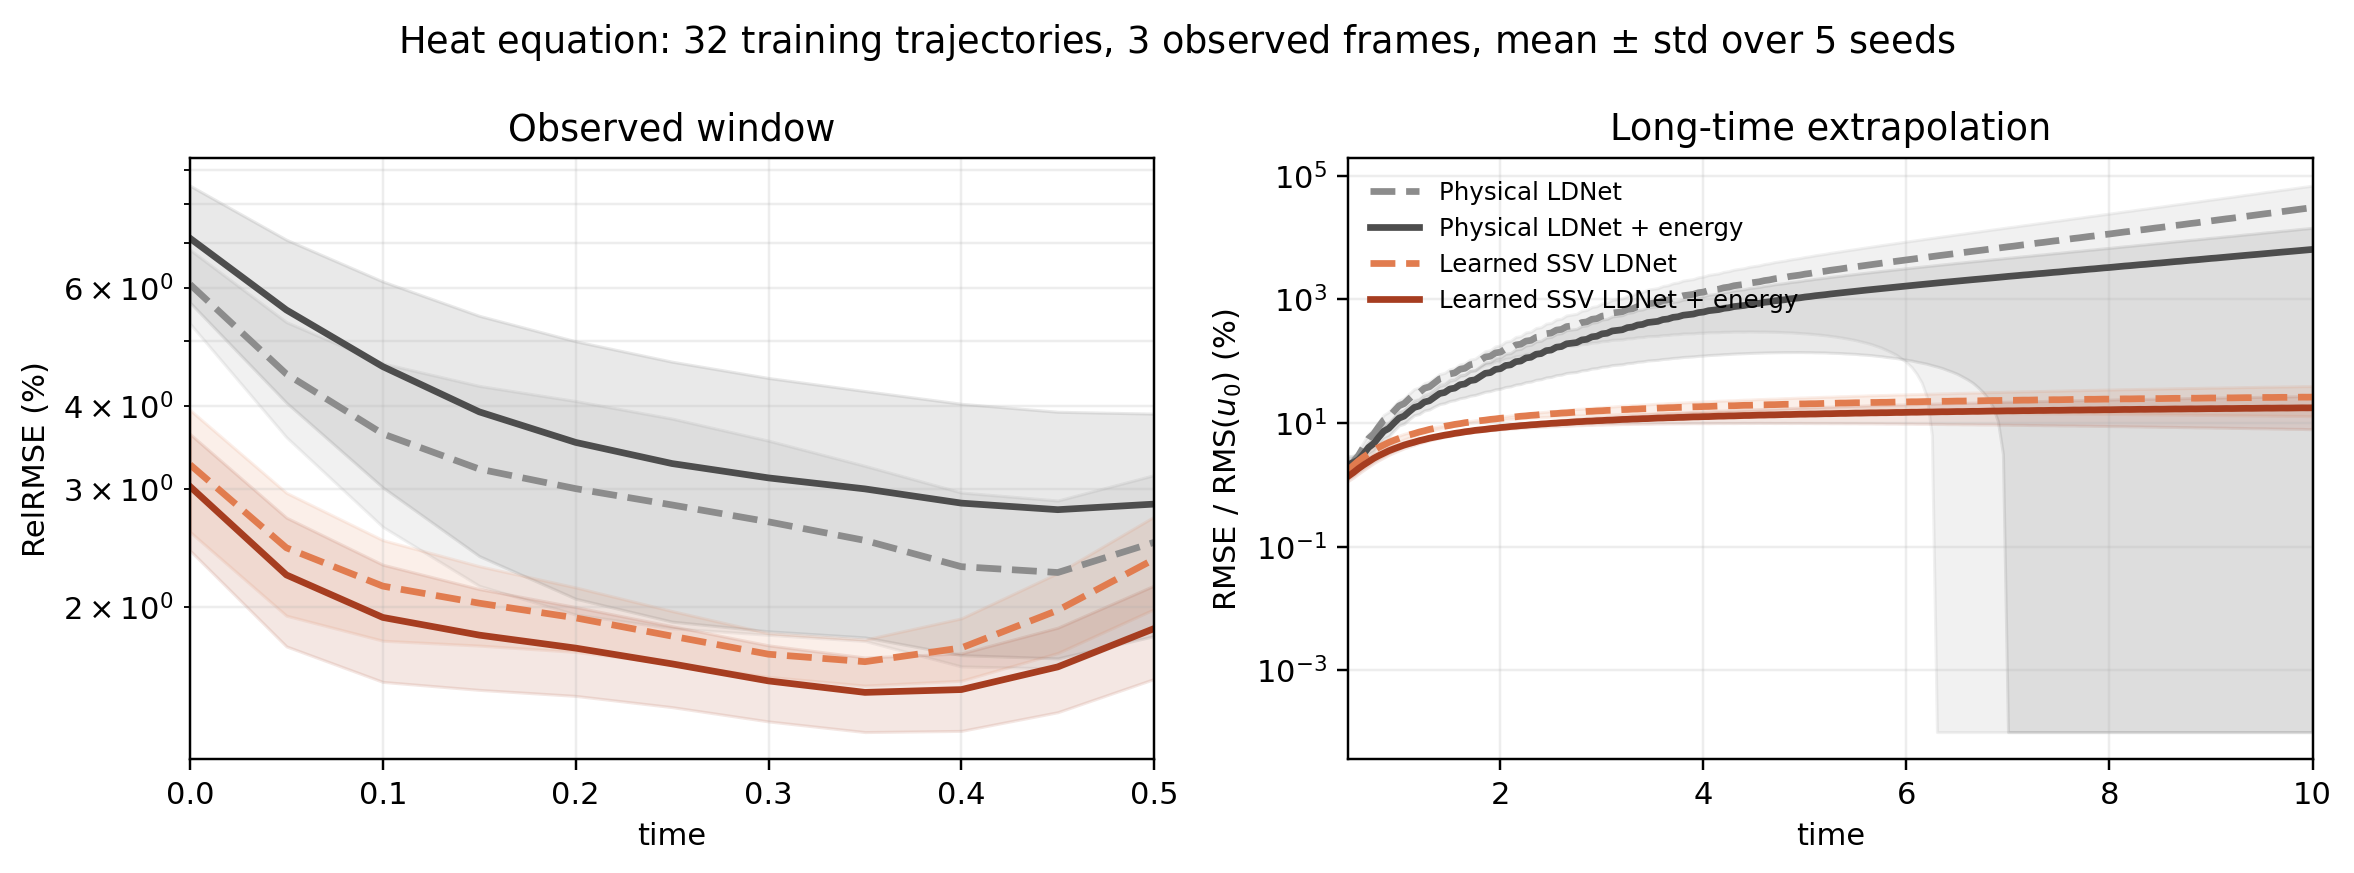 Heat equation: 32 training trajectories, 3 observed frames, mean ± std over 5 seeds
Observed window
RelRMSE (%)
6 × 10⁰
4 × 10⁰
3 × 10⁰
2 × 10⁰
0.0 0.1 0.2 0.3 0.4 0.5
time
Long-time extrapolation
RMSE / RMS(u₀) (%)
10⁵
10³
10¹
10⁻¹
10⁻³
Physical LDNet
Physical LDNet + energy
Learned SSV LDNet
Learned SSV LDNet + energy
2 4 6 8 10
time